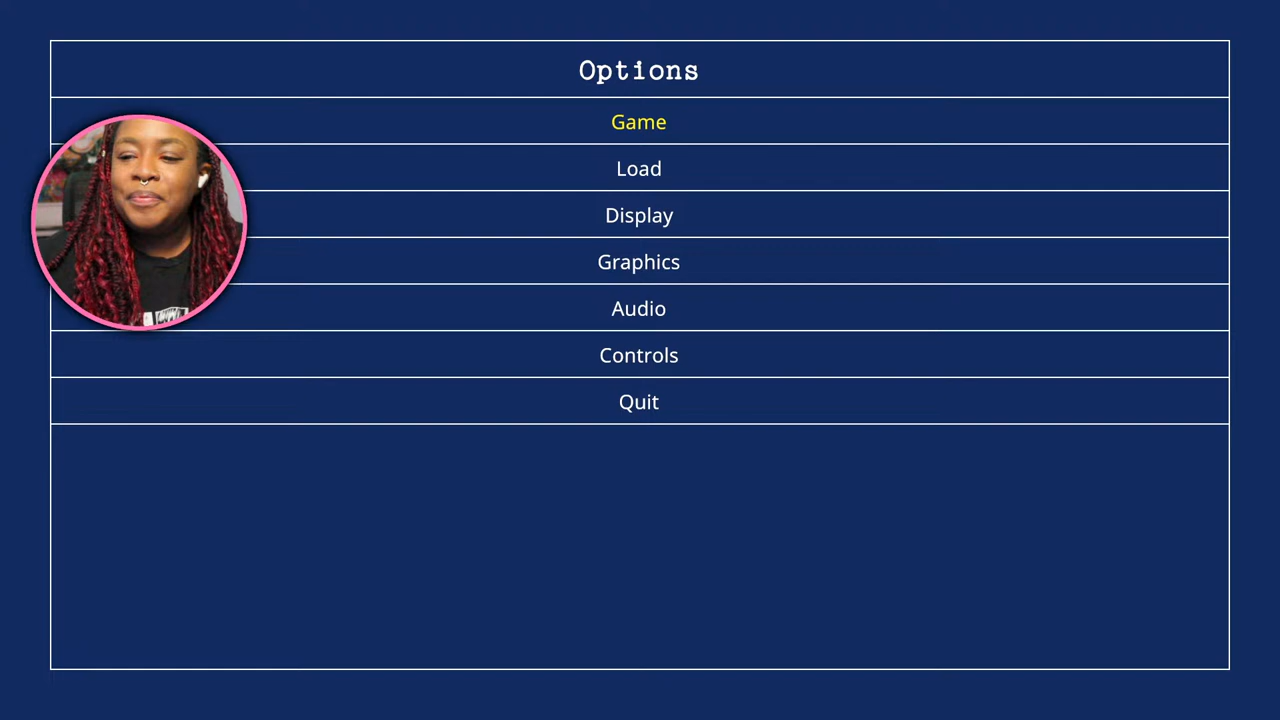 Options
Game
Load
Display
Graphics
Audio
Controls
Quit